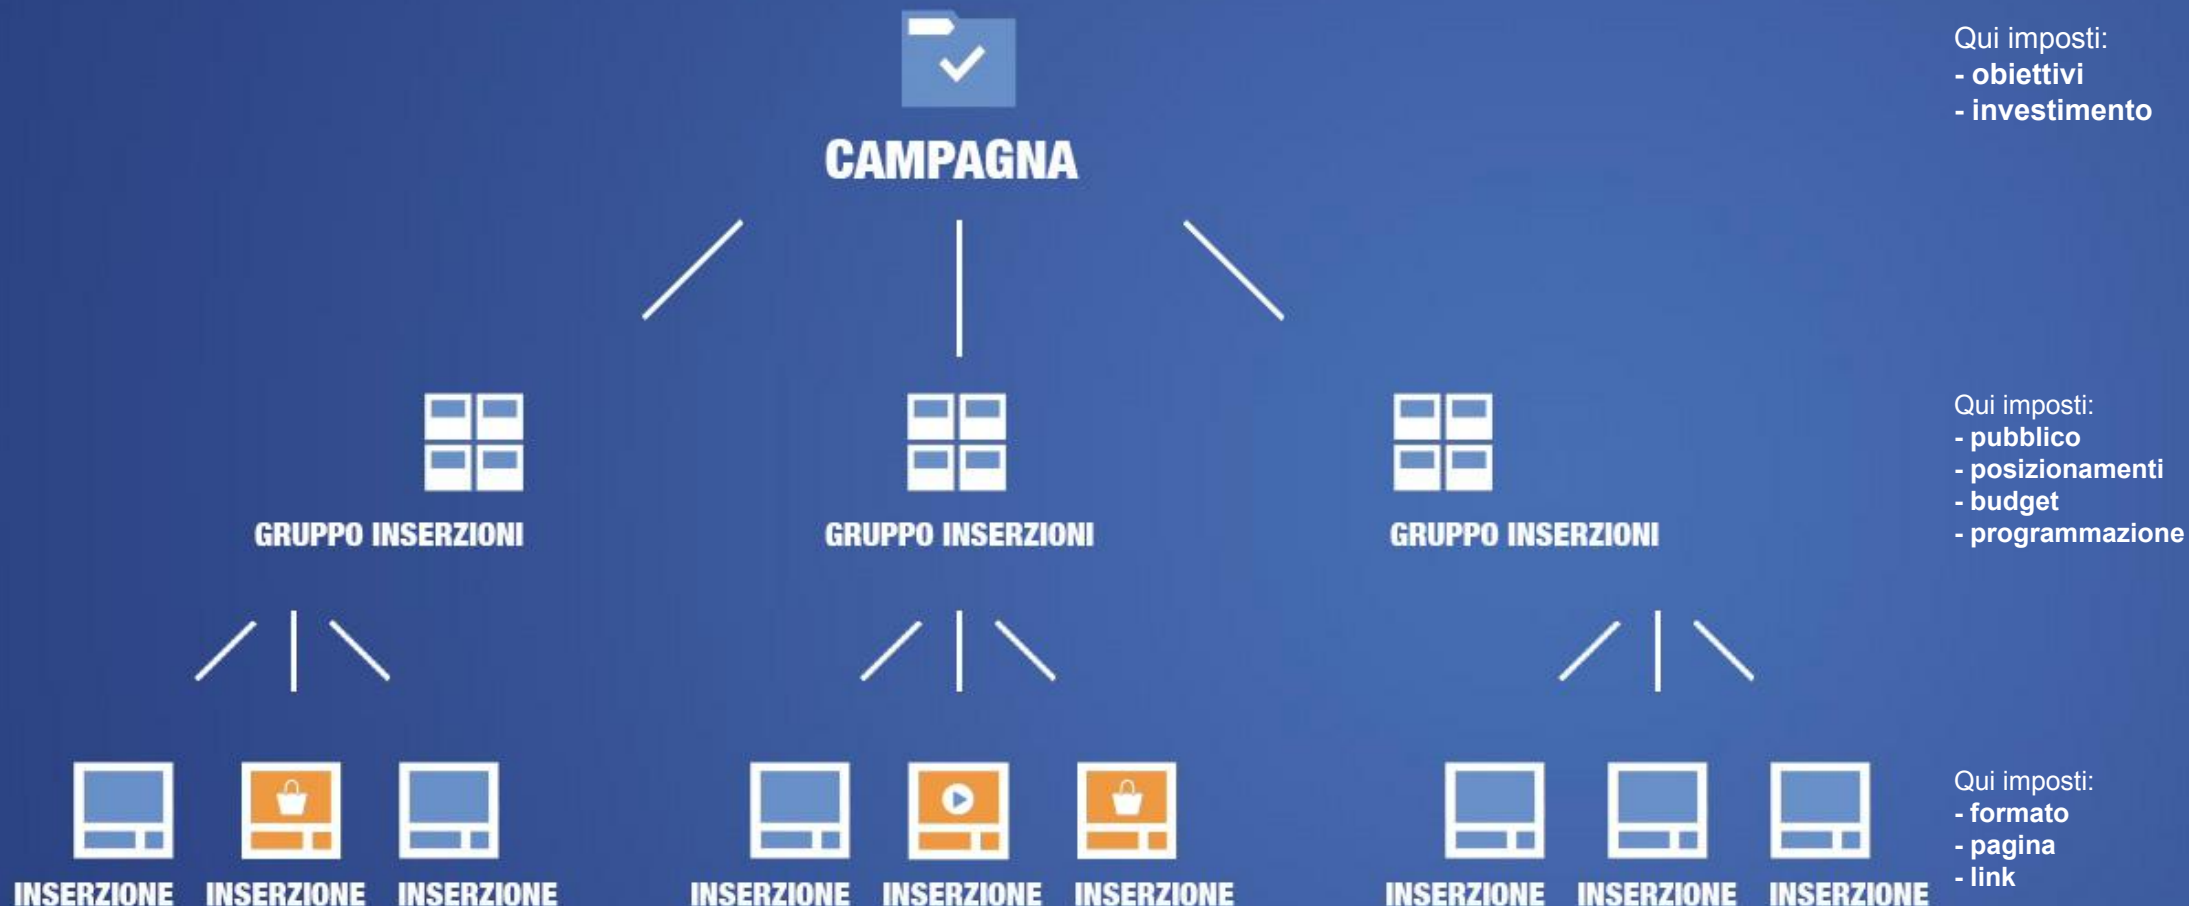 Qui imposti:
- obiettivi
- investimento
CAMPAGNA
Qui imposti:
- pubblico
- posizionamenti
- budget
- programmazione
GRUPPO INSERZIONI
GRUPPO INSERZIONI
GRUPPO INSERZIONI
Qui imposti:
- formato
- pagina
- link
INSERZIONE
INSERZIONE
INSERZIONE
INSERZIONE
INSERZIONE
INSERZIONE
INSERZIONE
INSERZIONE
INSERZIONE